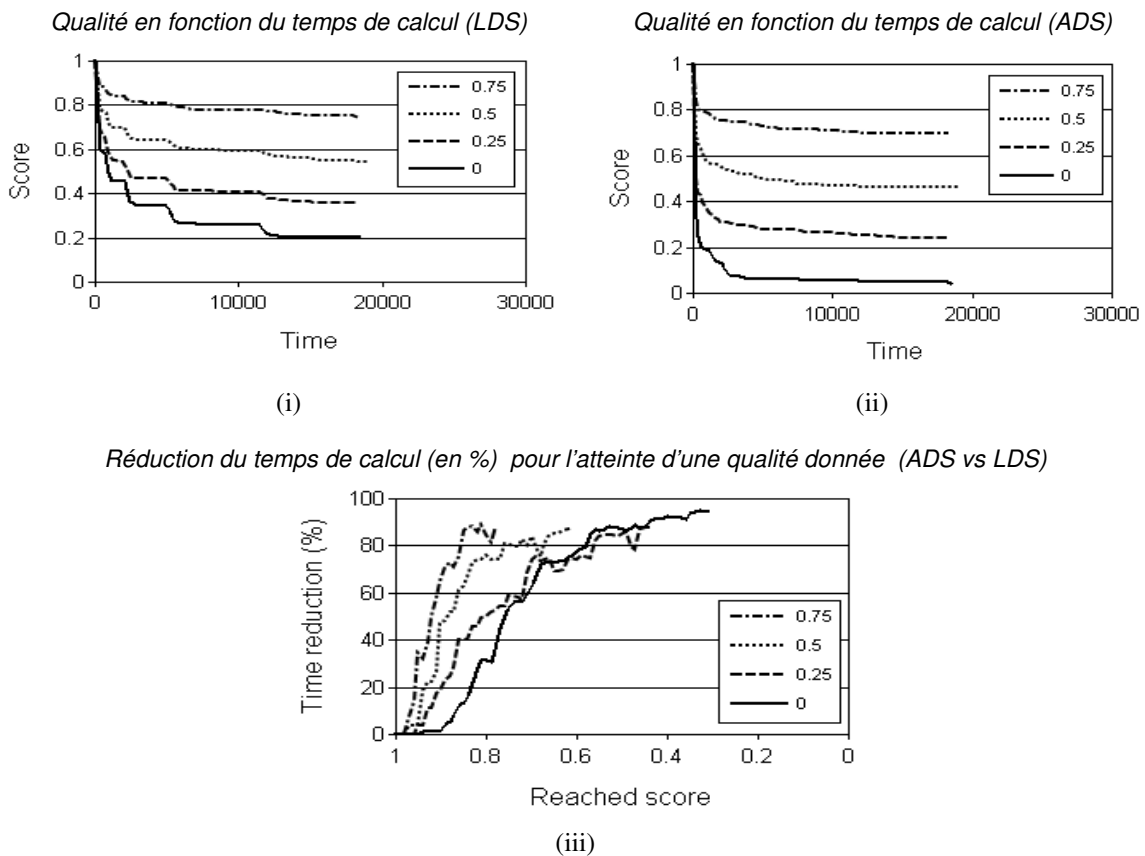 Qualité en fonction du temps de calcul (LDS)
1
0.8
0.6
0.4
0.2
0
Score
0.75
0.5
0.25
0
0 10000 20000 30000
Time
(i)
Qualité en fonction du temps de calcul (ADS)
1
0.8
0.6
0.4
0.2
0
Score
0.75
0.5
0.25
0
0 10000 20000 30000
Time
(ii)
Réduction du temps de calcul (en %) pour l'atteinte d'une qualité donnée (ADS vs LDS)
100
80
60
40
20
0
Time reduction (%)
0.75
0.5
0.25
0
1 0.8 0.6 0.4 0.2 0
Reached score
(iii)